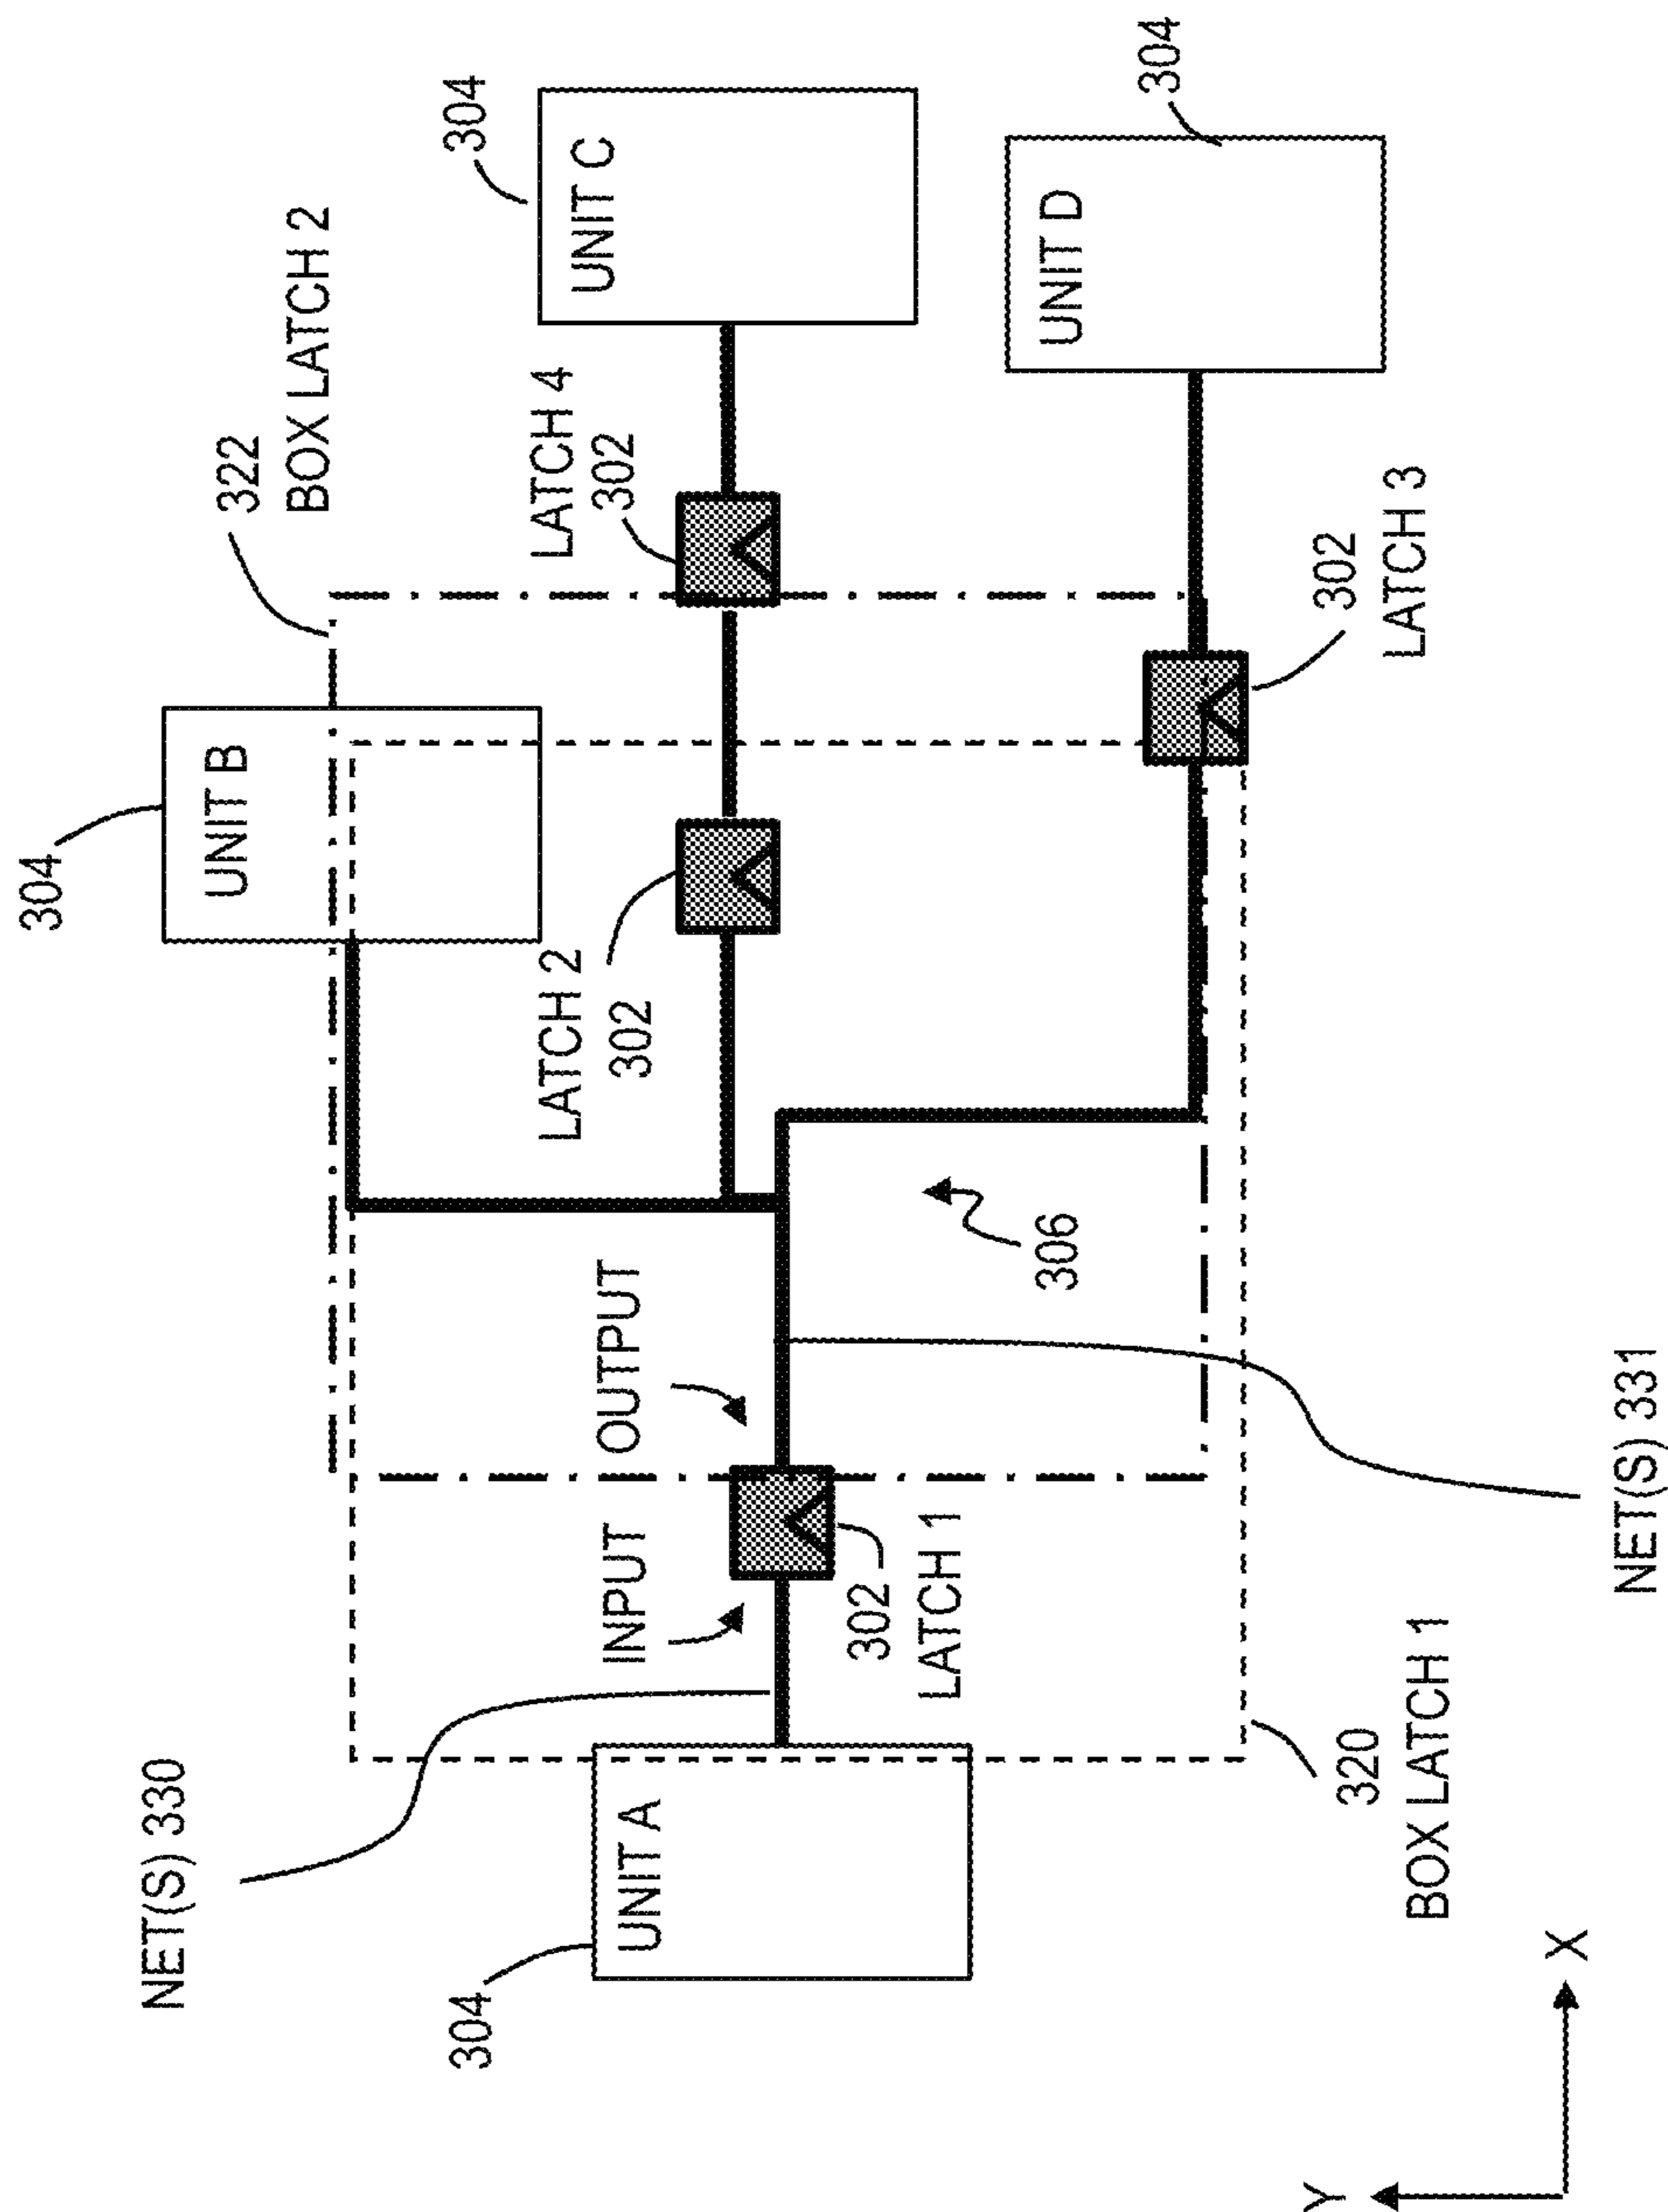 304
UNIT B
322
BOX LATCH 2
304
UNIT C
LATCH 4
302
LATCH 2
302
304
UNIT D
302
LATCH 3
NET(S) 330
INPUT
OUTPUT
306
304
UNIT A
302
LATCH 1
320
BOX LATCH 1
NET(S) 331
Y
X